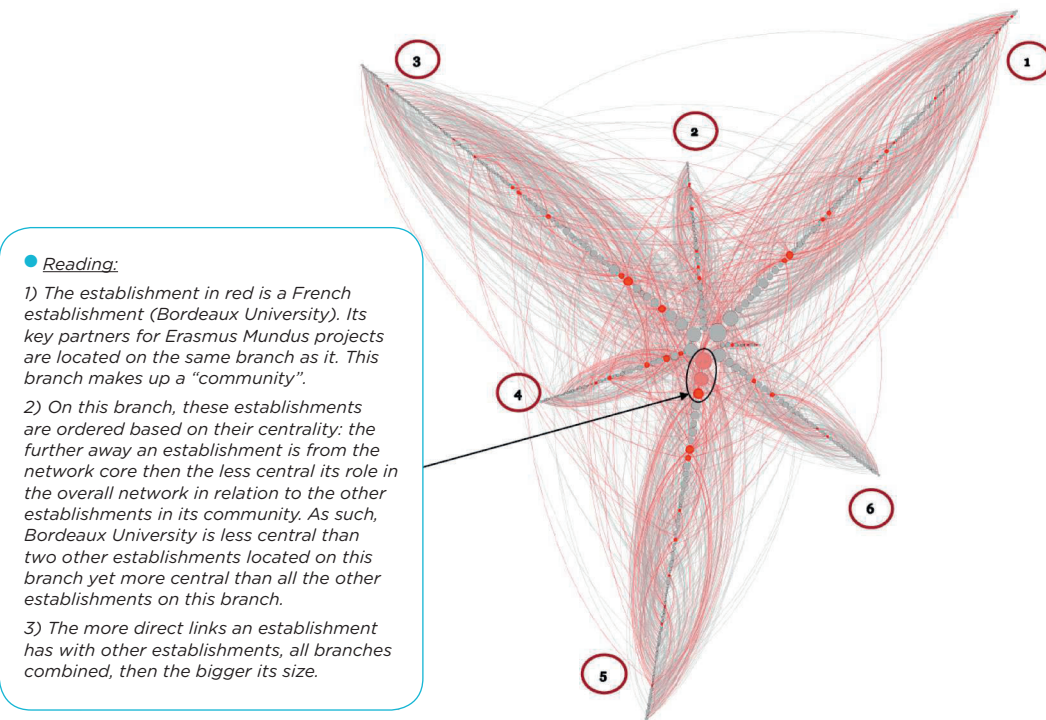 3
1
2
Reading:
1) The establishment in red is a French
establishment (Bordeaux University). Its
key partners for Erasmus Mundus projects
are located on the same branch as it. This
branch makes up a “community”.
2) On this branch, these establishments
are ordered based on their centrality: the
further away an establishment is from the
network core then the less central its role in
the overall network in relation to the other
establishments in its community. As such,
Bordeaux University is less central than
two other establishments located on this
branch yet more central than all the other
establishments on this branch.
3) The more direct links an establishment
has with other establishments, all branches
combined, then the bigger its size.
4
6
5